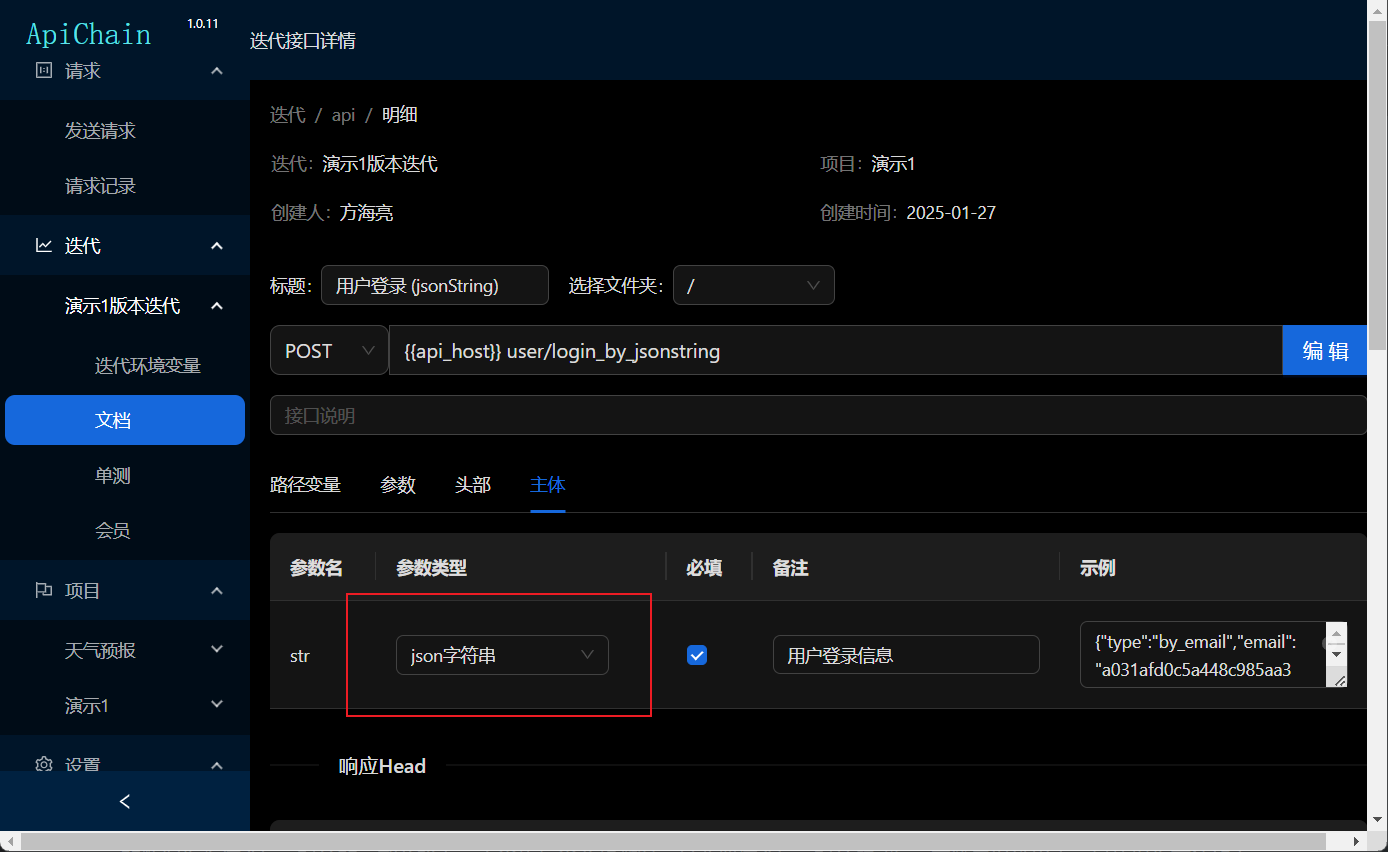 ApiChain 1.0.11
迭代接口详情
请求
发送请求
请求记录
迭代
演示1版本迭代
迭代环境变量
文档
单测
会员
项目
天气预报
演示1
设置
迭代 / api / 明细
迭代: 演示1版本迭代 项目: 演示1
创建人: 方海亮 创建时间: 2025-01-27
标题: 用户登录 (jsonString) 选择文件夹: /
POST {{api_host}} user/login_by_jsonstring 编 辑
接口说明
路径变量 参数 头部 主体
参数名 参数类型 必填 备注 示例
str json字符串 用户登录信息 {"type":"by_email","email":
"a031afd0c5a448c985aa3
响应Head